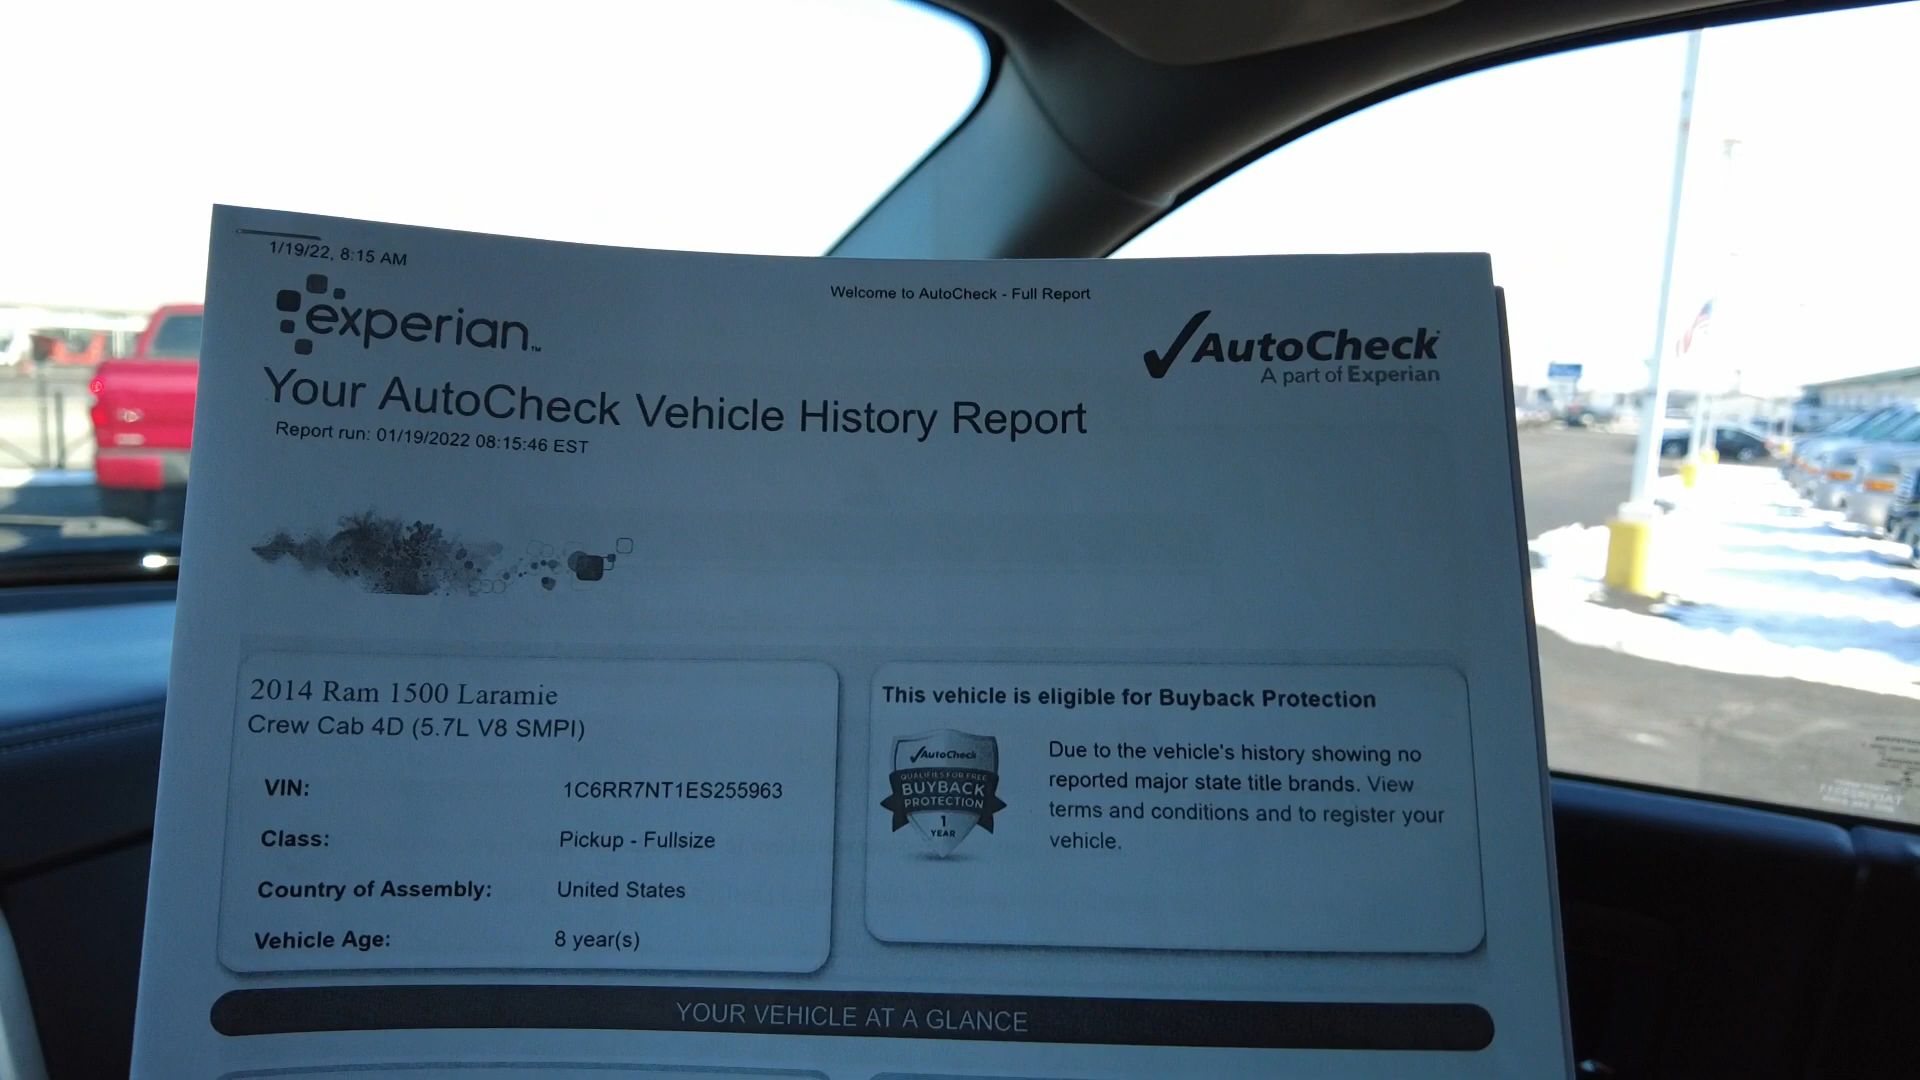 1/19/22, 8:15 AM
Welcome to AutoCheck - Full Report
experian™
AutoCheck
A part of Experian
Your AutoCheck Vehicle History Report
Report run: 01/19/2022 08:15:46 EST
2014 Ram 1500 Laramie
Crew Cab 4D (5.7L V8 SMPI)
VIN: 1C6RR7NT1ES255963
Class: Pickup - Fullsize
Country of Assembly: United States
Vehicle Age: 8 year(s)
This vehicle is eligible for Buyback Protection
AutoCheck
QUALIFIES FOR FREE
BUYBACK
PROTECTION
1
YEAR
Due to the vehicle's history showing no
reported major state title brands. View
terms and conditions and to register your
vehicle.
YOUR VEHICLE AT A GLANCE